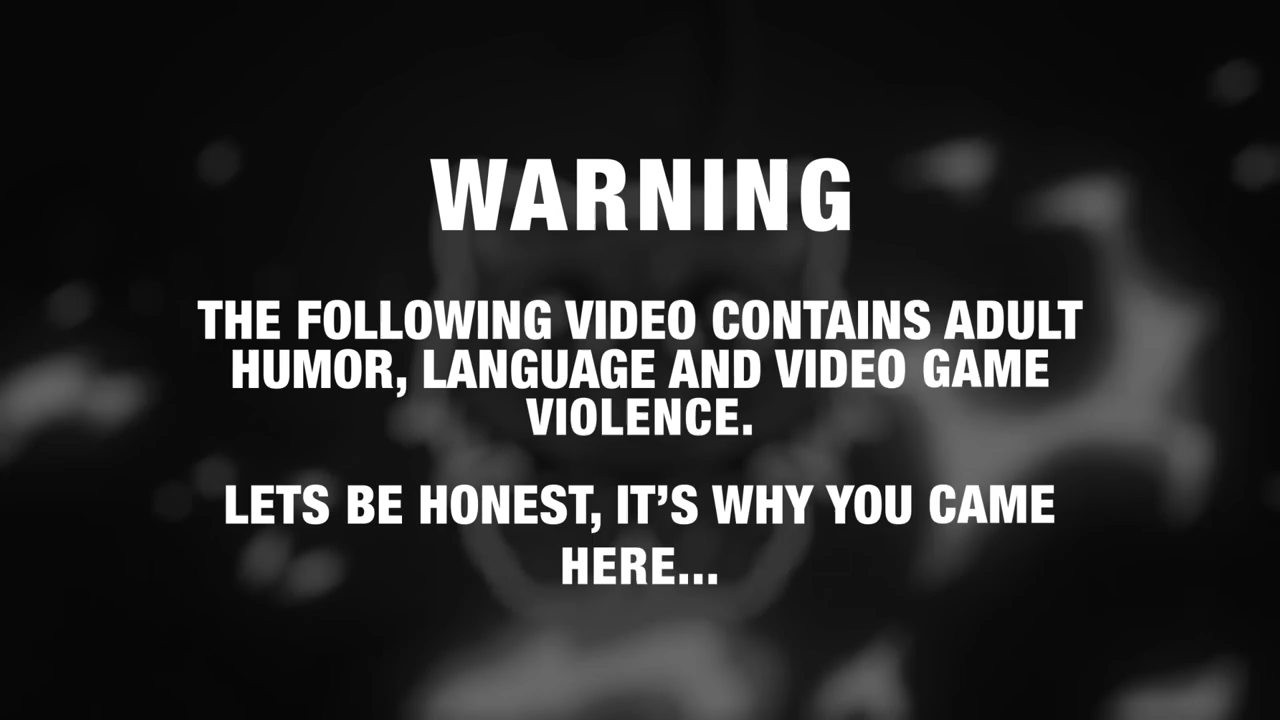 WARNING
THE FOLLOWING VIDEO CONTAINS ADULT
HUMOR, LANGUAGE AND VIDEO GAME
VIOLENCE.
LETS BE HONEST, IT’S WHY YOU CAME
HERE...